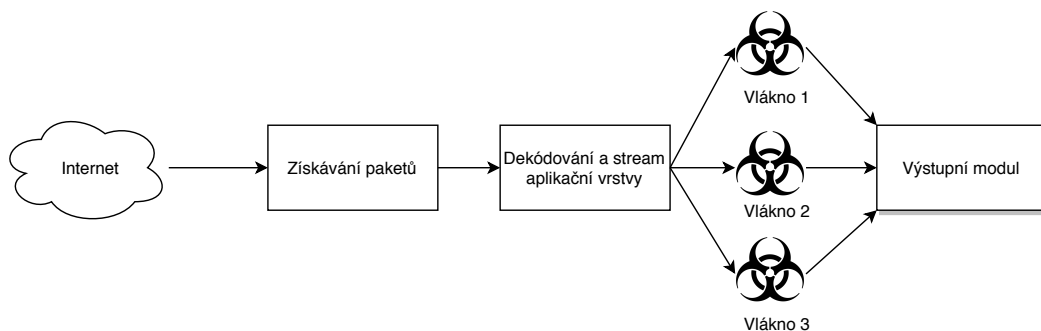 Internet
Získávání paketů
Dekódování a stream
aplikační vrstvy
Vlákno 1
Vlákno 2
Vlákno 3
Výstupní modul